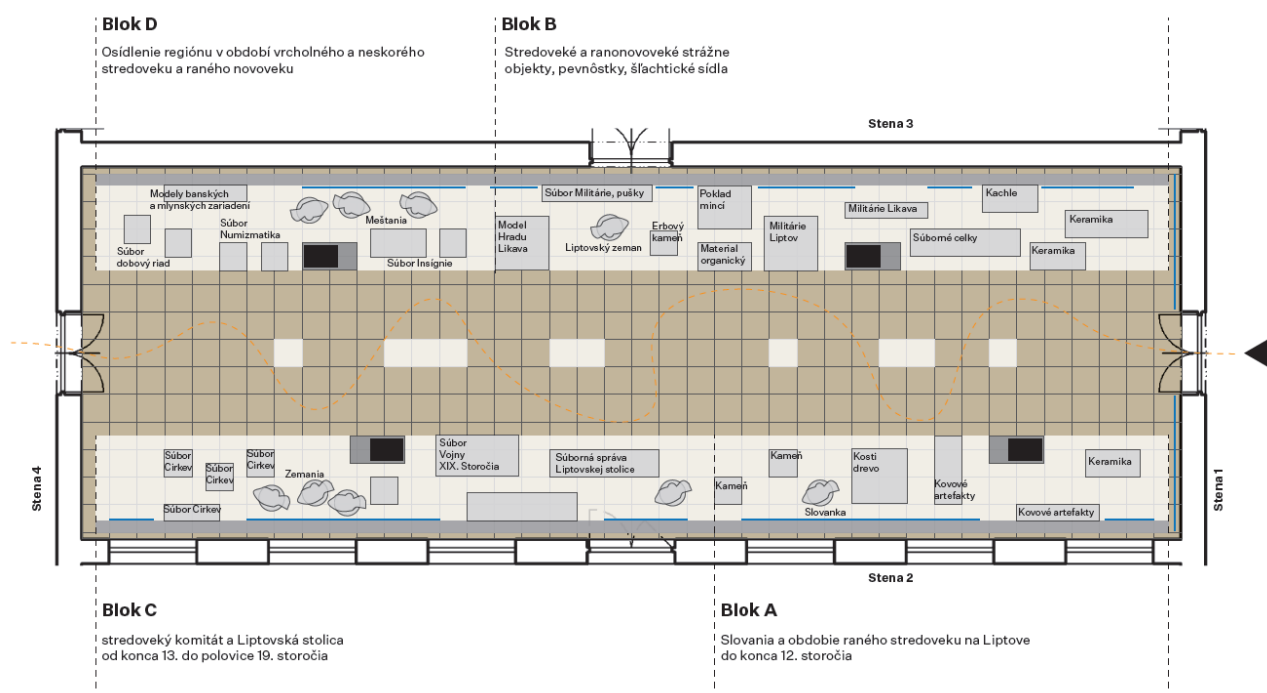 Blok D
Osídlenie regiónu v období vrcholného a neskorého
stredoveku a raného novoveku
Blok B
Stredoveké a ranonovoveké strážne
objekty, pevnôstky, šľachtické sídla
Stena 3
Modely banských
a mlynských zariadení
Súbor
dobový riad
Súbor
Numizmatika
Meštania
Súbor Insígnie
Model
Hradu
Likava
Súbor Militárie, pušky
Liptovský zeman
Erbový
kameň
Poklad
mincí
Material
organický
Militárie
Liptov
Militárie Likava
Súborné celky
Kachle
Keramika
Keramika
Stena 4
Stena 1
Súbor
Cirkev
Súbor
Cirkev
Súbor
Cirkev
Súbor Cirkev
Zemania
Súbor
Vojny
XIX. Storočia
Súborná správa
Liptovskej stolice
Kameň
Kameň
Slovanka
Kosti
drevo
Kovové
artefakty
Kovové artefakty
Keramika
Stena 2
Blok C
stredoveký komitát a Liptovská stolica
od konca 13. do polovice 19. storočia
Blok A
Slovania a obdobie raného stredoveku na Liptove
do konca 12. storočia